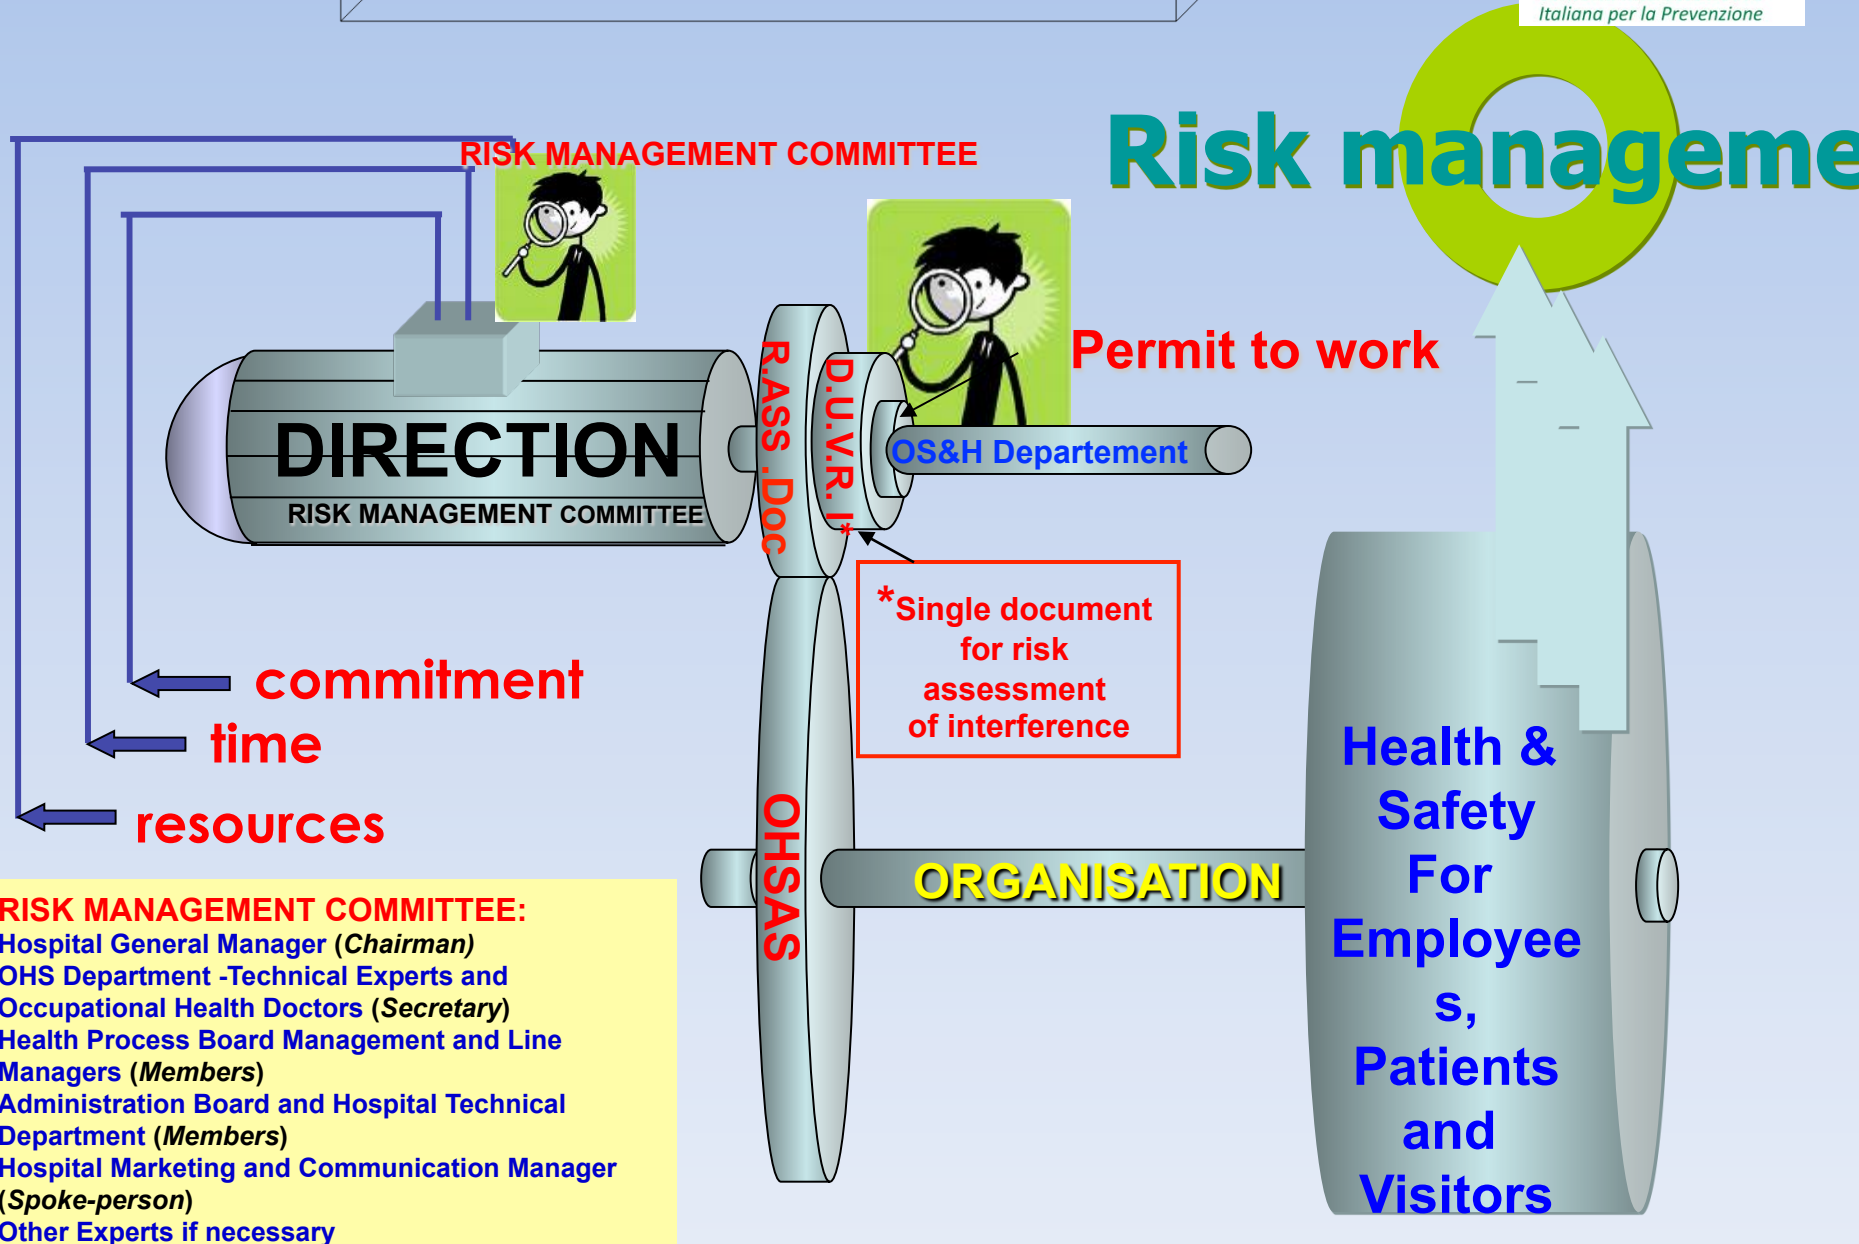 Italiana per la Prevenzione
Risk manageme
RISK MANAGEMENT COMMITTEE
Permit to work
R.ASS .Doc
D.U.V.R. I*
OS&H Departement
DIRECTION
RISK MANAGEMENT COMMITTEE
*Single document
for risk
assessment
of interference
commitment
time
resources
OHSAS
ORGANISATION
Health &
Safety
For
Employee
s,
Patients
and
Visitors
RISK MANAGEMENT COMMITTEE:
Hospital General Manager (Chairman)
OHS Department -Technical Experts and
Occupational Health Doctors (Secretary)
Health Process Board Management and Line
Managers (Members)
Administration Board and Hospital Technical
Department (Members)
Hospital Marketing and Communication Manager
(Spoke-person)
Other Experts if necessary